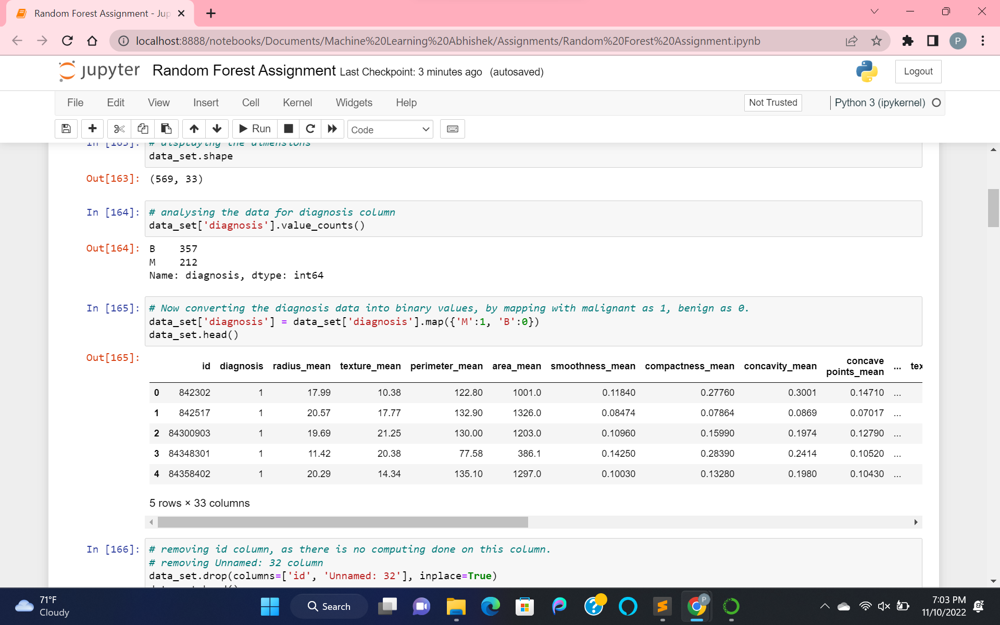 Random Forest Assignment - Jup
localhost:8888/notebooks/Documents/Machine%20Learning%20Abhishek/Assignments/Random%20Forest%20Assignment.ipynb
P
jupyter Random Forest Assignment Last Checkpoint: 3 minutes ago (autosaved)
Logout
File Edit View Insert Cell Kernel Widgets Help
Not Trusted
Python 3 (ipykernel)
Run
Code
In [163]: # displaying the dimensions
data_set.shape
Out[163]: (569, 33)
In [164]: # analysing the data for diagnosis column
data_set['diagnosis'].value_counts()
Out[164]: B 357
M 212
Name: diagnosis, dtype: int64
In [165]: # Now converting the diagnosis data into binary values, by mapping with malignant as 1, benign as 0.
data_set['diagnosis'] = data_set['diagnosis'].map({'M':1, 'B':0})
data_set.head()
Out[165]:
id diagnosis radius_mean texture_mean perimeter_mean area_mean smoothness_mean compactness_mean concavity_mean concave points_mean ... tex
0 842302 1 17.99 10.38 122.80 1001.0 0.11840 0.27760 0.3001 0.14710 ...
1 842517 1 20.57 17.77 132.90 1326.0 0.08474 0.07864 0.0869 0.07017 ...
2 84300903 1 19.69 21.25 130.00 1203.0 0.10960 0.15990 0.1974 0.12790 ...
3 84348301 1 11.42 20.38 77.58 386.1 0.14250 0.28390 0.2414 0.10520 ...
4 84358402 1 20.29 14.34 135.10 1297.0 0.10030 0.13280 0.1980 0.10430 ...
5 rows × 33 columns
In [166]: # removing id column, as there is no computing done on this column.
# removing Unnamed: 32 column
data_set.drop(columns=['id', 'Unnamed: 32'], inplace=True)
71°F
Cloudy
Search
P
7:03 PM
11/10/2022